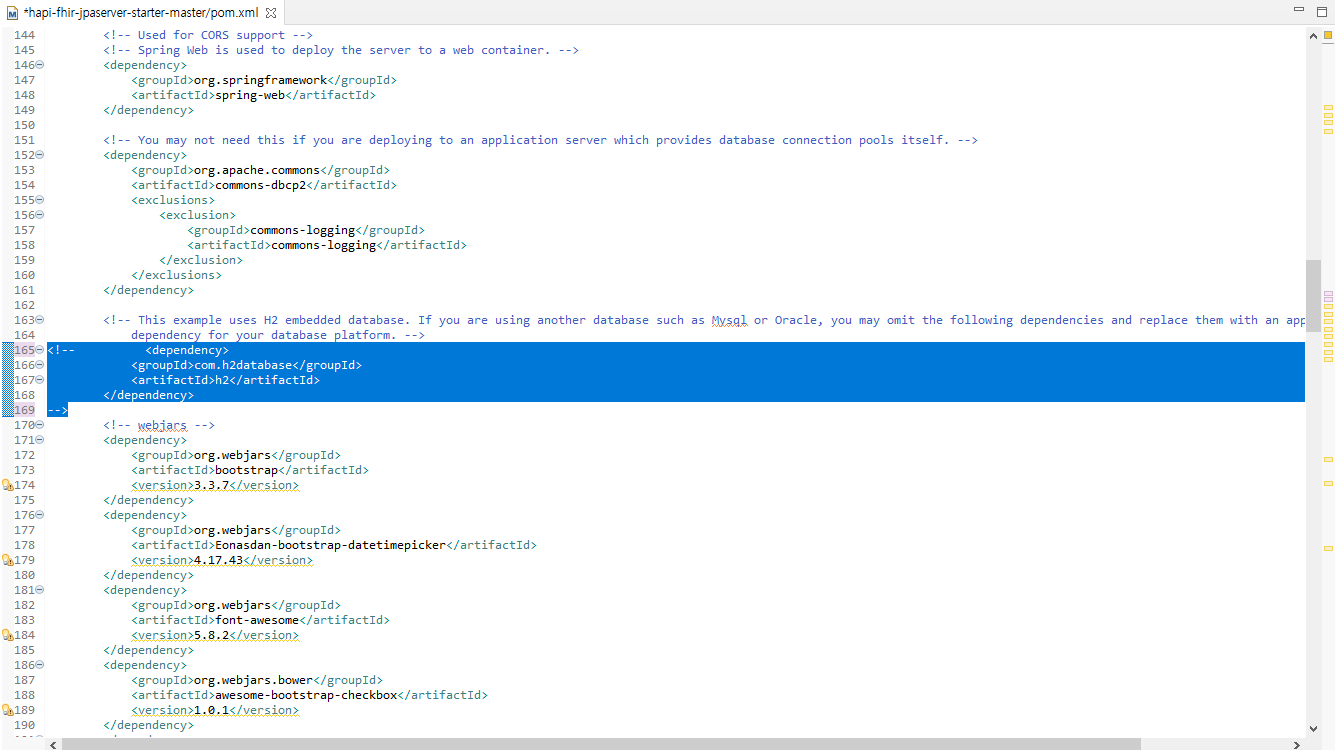 *hapi-fhir-jpaserver-starter-master/pom.xml
144 <!-- Used for CORS support -->
145 <!-- Spring Web is used to deploy the server to a web container. -->
146 <dependency>
147 <groupId>org.springframework</groupId>
148 <artifactId>spring-web</artifactId>
149 </dependency>
150
151 <!-- You may not need this if you are deploying to an application server which provides database connection pools itself. -->
152 <dependency>
153 <groupId>org.apache.commons</groupId>
154 <artifactId>commons-dbcp2</artifactId>
155 <exclusions>
156 <exclusion>
157 <groupId>commons-logging</groupId>
158 <artifactId>commons-logging</artifactId>
159 </exclusion>
160 </exclusions>
161 </dependency>
162
163 <!-- This example uses H2 embedded database. If you are using another database such as Mysql or Oracle, you may omit the following dependencies and replace them with an app
164 dependency for your database platform. -->
165 <!-- <dependency>
166 <groupId>com.h2database</groupId>
167 <artifactId>h2</artifactId>
168 </dependency>
169 -->
170 <!-- webjars -->
171 <dependency>
172 <groupId>org.webjars</groupId>
173 <artifactId>bootstrap</artifactId>
174 <version>3.3.7</version>
175 </dependency>
176 <dependency>
177 <groupId>org.webjars</groupId>
178 <artifactId>Eonasdan-bootstrap-datetimepicker</artifactId>
179 <version>4.17.43</version>
180 </dependency>
181 <dependency>
182 <groupId>org.webjars</groupId>
183 <artifactId>font-awesome</artifactId>
184 <version>5.8.2</version>
185 </dependency>
186 <dependency>
187 <groupId>org.webjars.bower</groupId>
188 <artifactId>awesome-bootstrap-checkbox</artifactId>
189 <version>1.0.1</version>
190 </dependency>